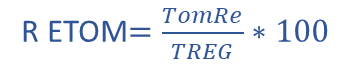 R ETOM= TomRe/TREG * 100